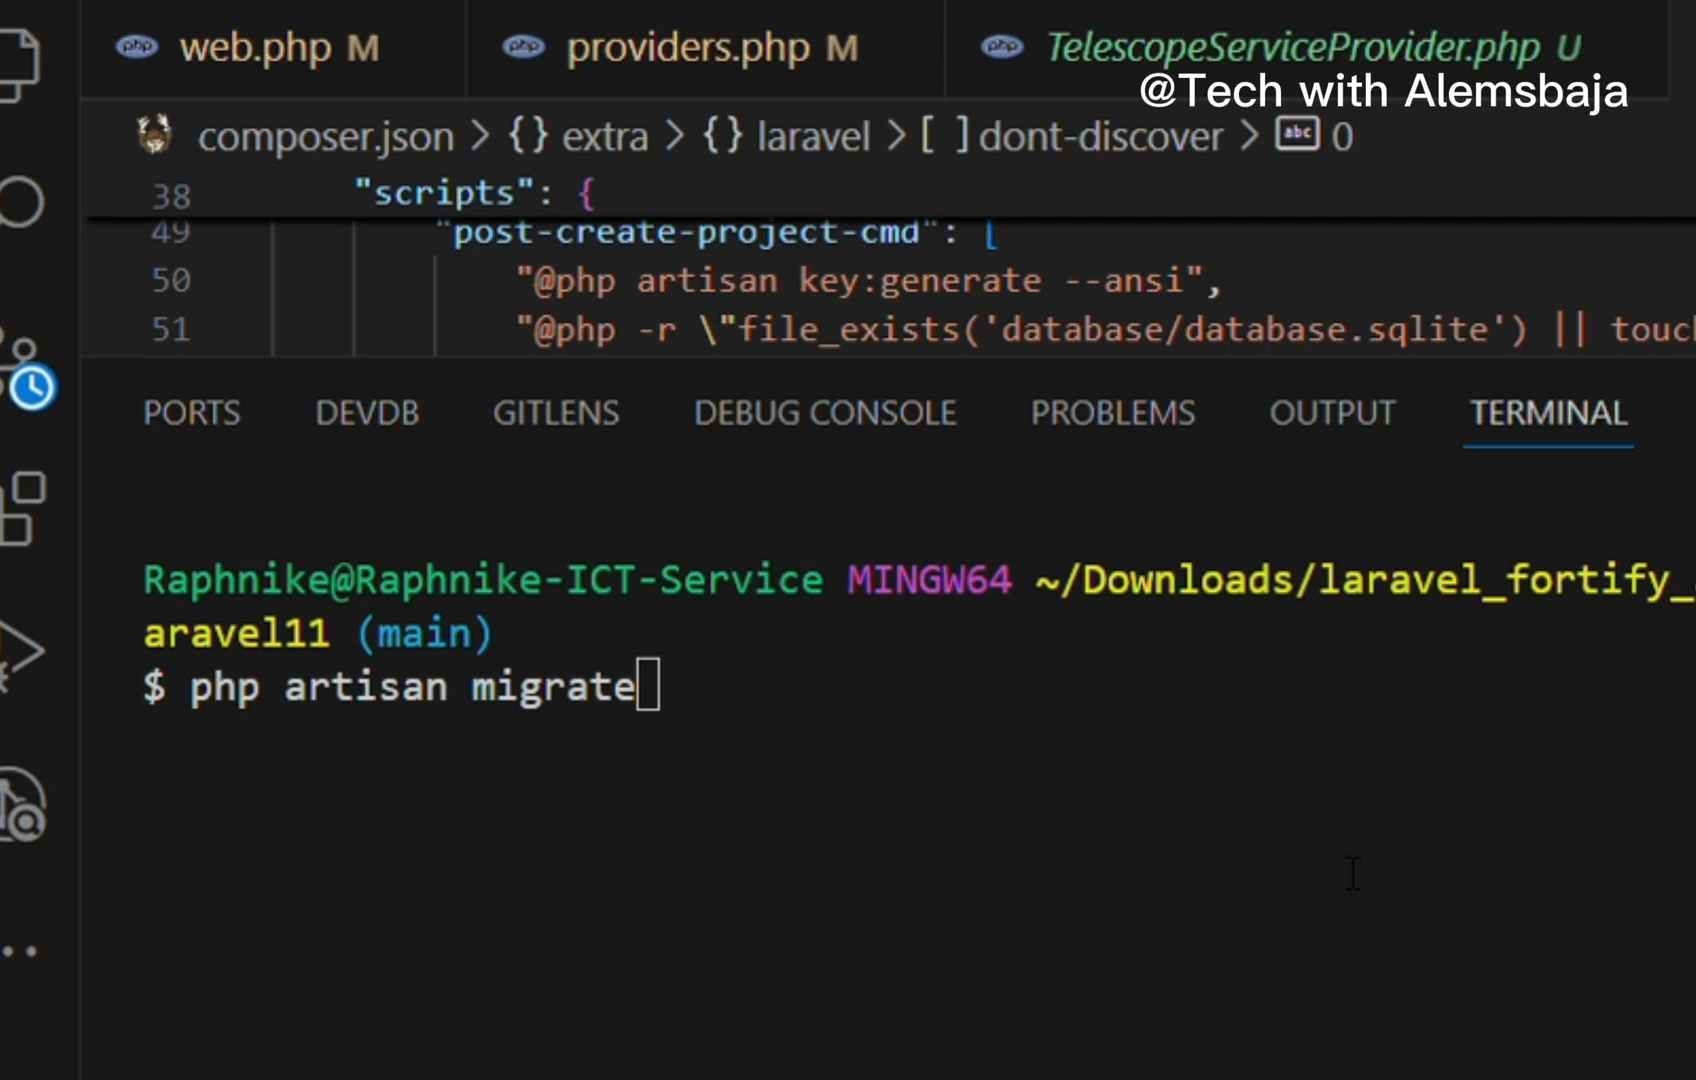 web.php M providers.php M TelescopeServiceProvider.php U
@Tech with Alemsbaja
composer.json > {} extra > {} laravel > [ ] dont-discover > abc 0
38 "scripts": {
49 "post-create-project-cmd": [
50 "@php artisan key:generate --ansi",
51 "@php -r \"file_exists('database/database.sqlite') || touch
PORTS DEVDB GITLENS DEBUG CONSOLE PROBLEMS OUTPUT TERMINAL
Raphnike@Raphnike-ICT-Service MINGW64 ~/Downloads/laravel_fortify_
aravel11 (main)
$ php artisan migrate